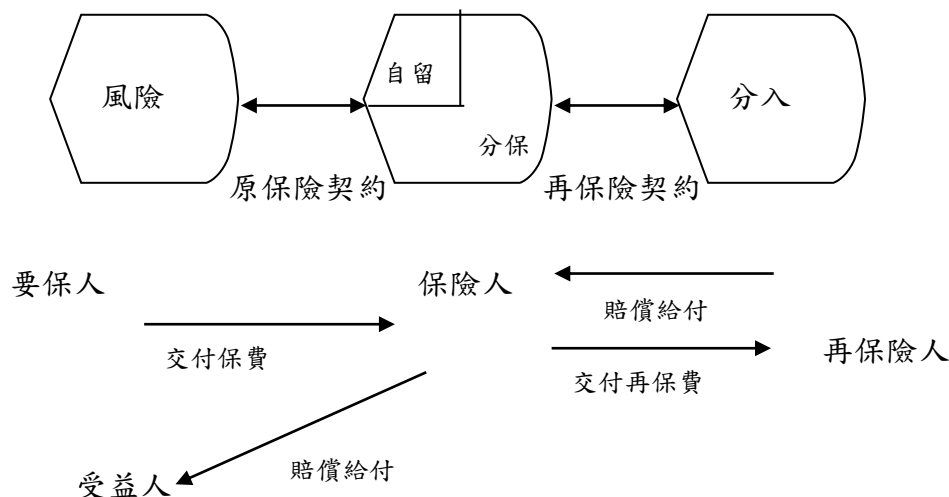 自留
風險
分入
分保
原保險契約
再保險契約
要保人
保險人
賠償給付
交付保費
交付再保費
再保險人
賠償給付
受益人